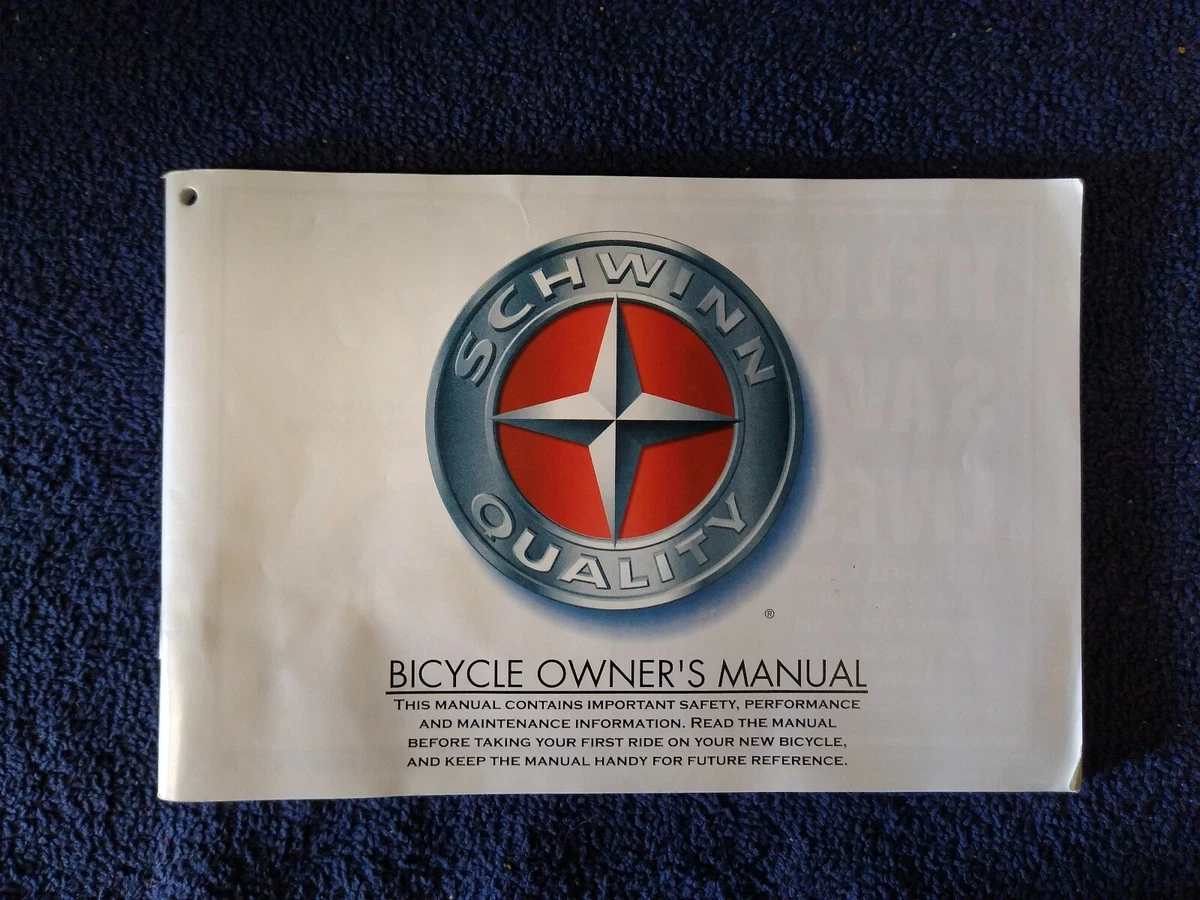 SCHWINN
QUALITY
®
BICYCLE OWNER'S MANUAL
THIS MANUAL CONTAINS IMPORTANT SAFETY, PERFORMANCE
AND MAINTENANCE INFORMATION. READ THE MANUAL
BEFORE TAKING YOUR FIRST RIDE ON YOUR NEW BICYCLE,
AND KEEP THE MANUAL HANDY FOR FUTURE REFERENCE.